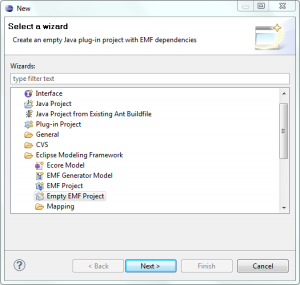 New
Select a wizard
Create an empty Java plug-in project with EMF dependencies
Wizards:
type filter text
Interface
Java Project
Java Project from Existing Ant Buildfile
Plug-in Project
General
CVS
Eclipse Modeling Framework
Ecore Model
EMF Generator Model
EMF Project
Empty EMF Project
Mapping
?
< Back
Next >
Finish
Cancel